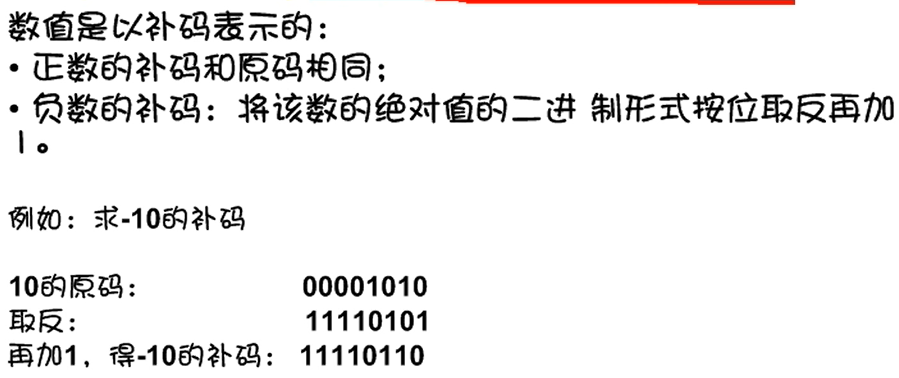 数值是以补码表示的：
• 正数的补码和原码相同；
• 负数的补码：将该数的绝对值的二进 制形式按位取反再加
1。
例如：求-10的补码
10的原码： 00001010
取反： 11110101
再加1，得-10的补码： 11110110